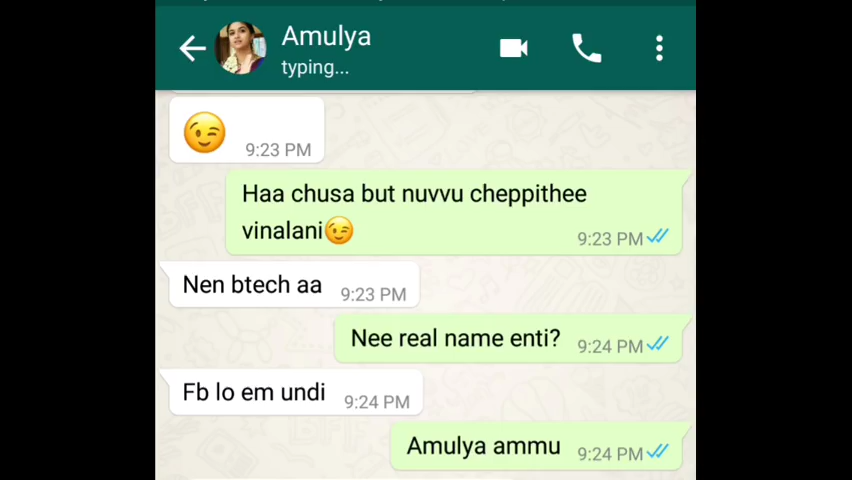 Amulya
typing...
😉
9:23 PM
Haa chusa but nuvvu cheppithee
vinalani😉
9:23 PM
Nen btech aa
9:23 PM
Nee real name enti?
9:24 PM
Fb lo em undi
9:24 PM
Amulya ammu
9:24 PM